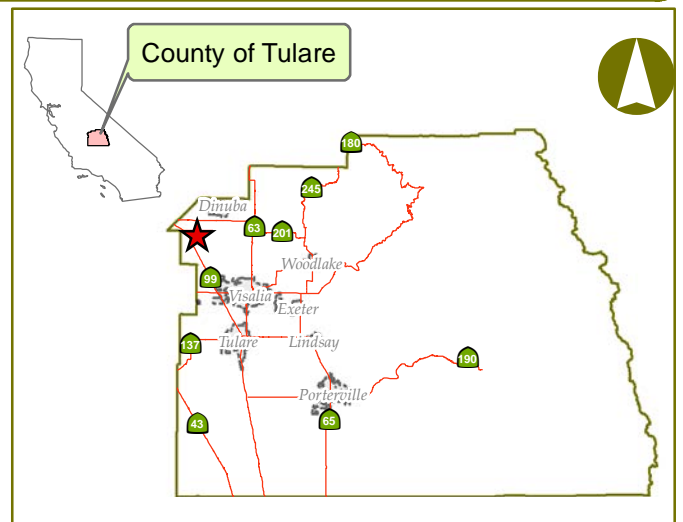 County of Tulare
180
245
Dinuba
63
201
Woodlake
99
Visalia
Exeter
137
Tulare
Lindsay
190
Porterville
43
65